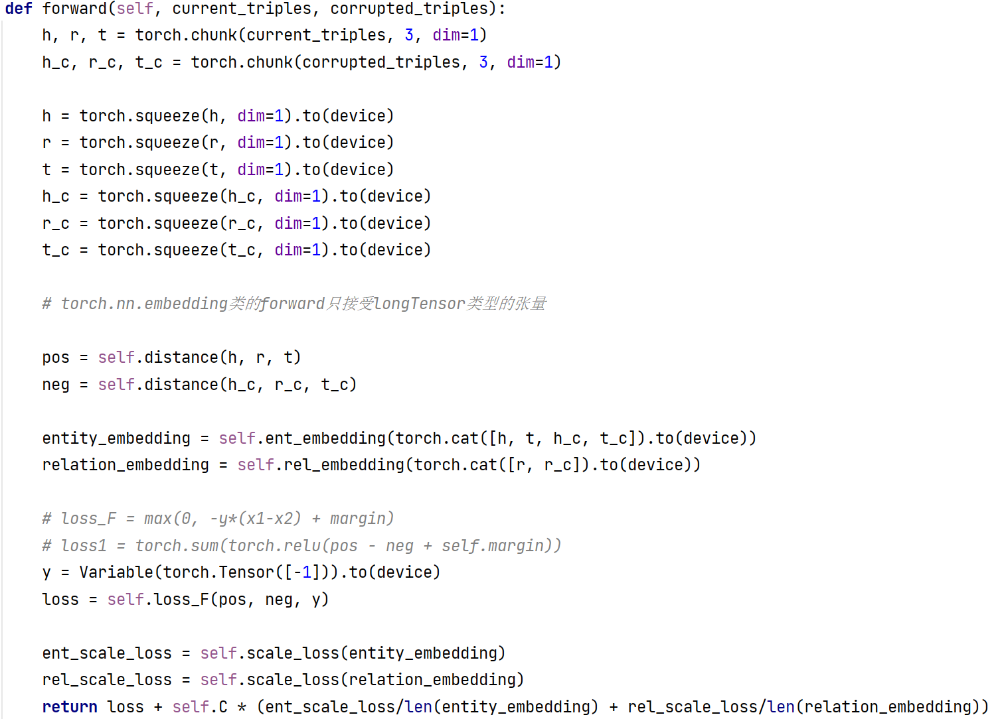 def forward(self, current_triples, corrupted_triples):
    h, r, t = torch.chunk(current_triples, 3, dim=1)
    h_c, r_c, t_c = torch.chunk(corrupted_triples, 3, dim=1)

    h = torch.squeeze(h, dim=1).to(device)
    r = torch.squeeze(r, dim=1).to(device)
    t = torch.squeeze(t, dim=1).to(device)
    h_c = torch.squeeze(h_c, dim=1).to(device)
    r_c = torch.squeeze(r_c, dim=1).to(device)
    t_c = torch.squeeze(t_c, dim=1).to(device)

    # torch.nn.embedding类的forward只接受longTensor类型的张量

    pos = self.distance(h, r, t)
    neg = self.distance(h_c, r_c, t_c)

    entity_embedding = self.ent_embedding(torch.cat([h, t, h_c, t_c]).to(device))
    relation_embedding = self.rel_embedding(torch.cat([r, r_c]).to(device))

    # loss_F = max(0, -y*(x1-x2) + margin)
    # loss1 = torch.sum(torch.relu(pos - neg + self.margin))
    y = Variable(torch.Tensor([-1])).to(device)
    loss = self.loss_F(pos, neg, y)

    ent_scale_loss = self.scale_loss(entity_embedding)
    rel_scale_loss = self.scale_loss(relation_embedding)
    return loss + self.C * (ent_scale_loss/len(entity_embedding) + rel_scale_loss/len(relation_embedding))